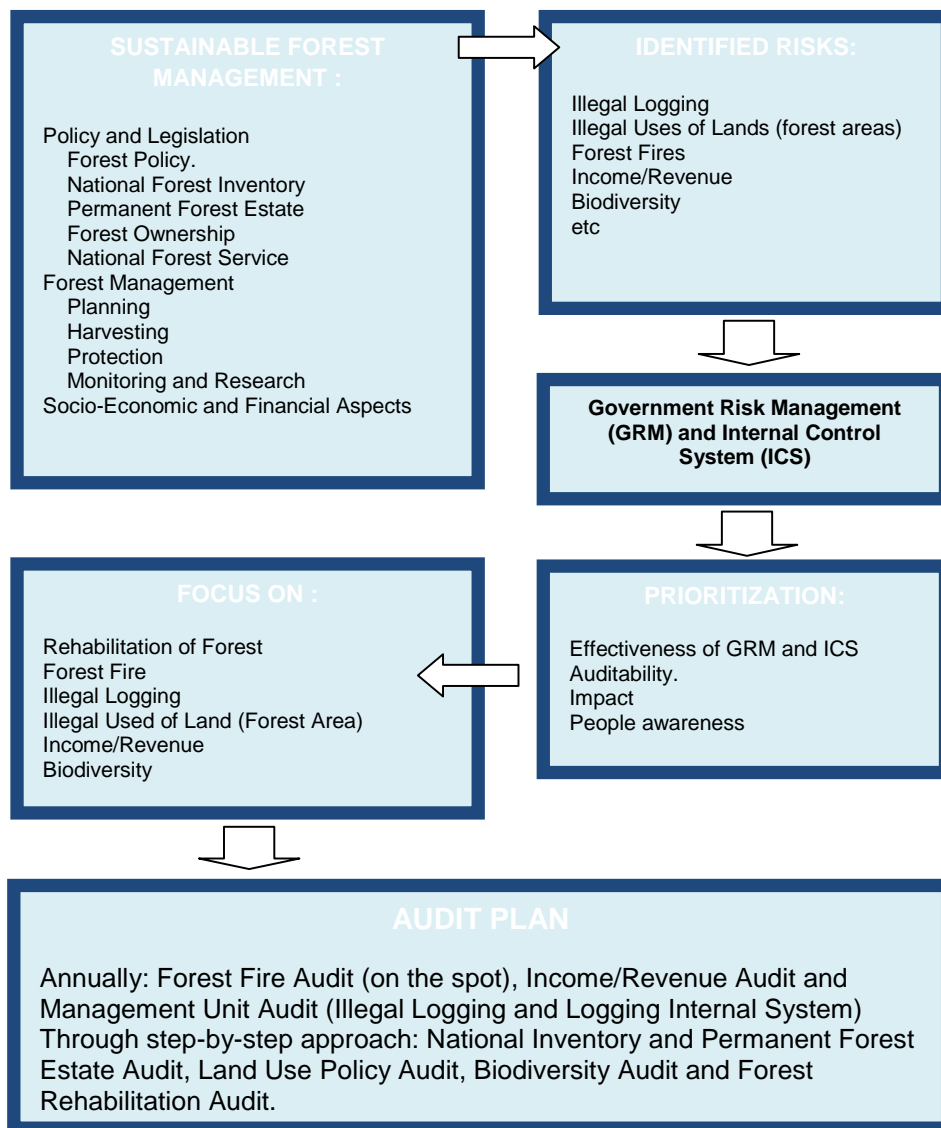 SUSTAINABLE FOREST
MANAGEMENT :
Policy and Legislation
Forest Policy.
National Forest Inventory
Permanent Forest Estate
Forest Ownership
National Forest Service
Forest Management
Planning
Harvesting
Protection
Monitoring and Research
Socio-Economic and Financial Aspects
IDENTIFIED RISKS:
Illegal Logging
Illegal Uses of Lands (forest areas)
Forest Fires
Income/Revenue
Biodiversity
etc
Government Risk Management
(GRM) and Internal Control
System (ICS)
PRIORITIZATION:
Effectiveness of GRM and ICS
Auditability.
Impact
People awareness
FOCUS ON :
Rehabilitation of Forest
Forest Fire
Illegal Logging
Illegal Used of Land (Forest Area)
Income/Revenue
Biodiversity
AUDIT PLAN
Annually: Forest Fire Audit (on the spot), Income/Revenue Audit and
Management Unit Audit (Illegal Logging and Logging Internal System)
Through step-by-step approach: National Inventory and Permanent Forest
Estate Audit, Land Use Policy Audit, Biodiversity Audit and Forest
Rehabilitation Audit.